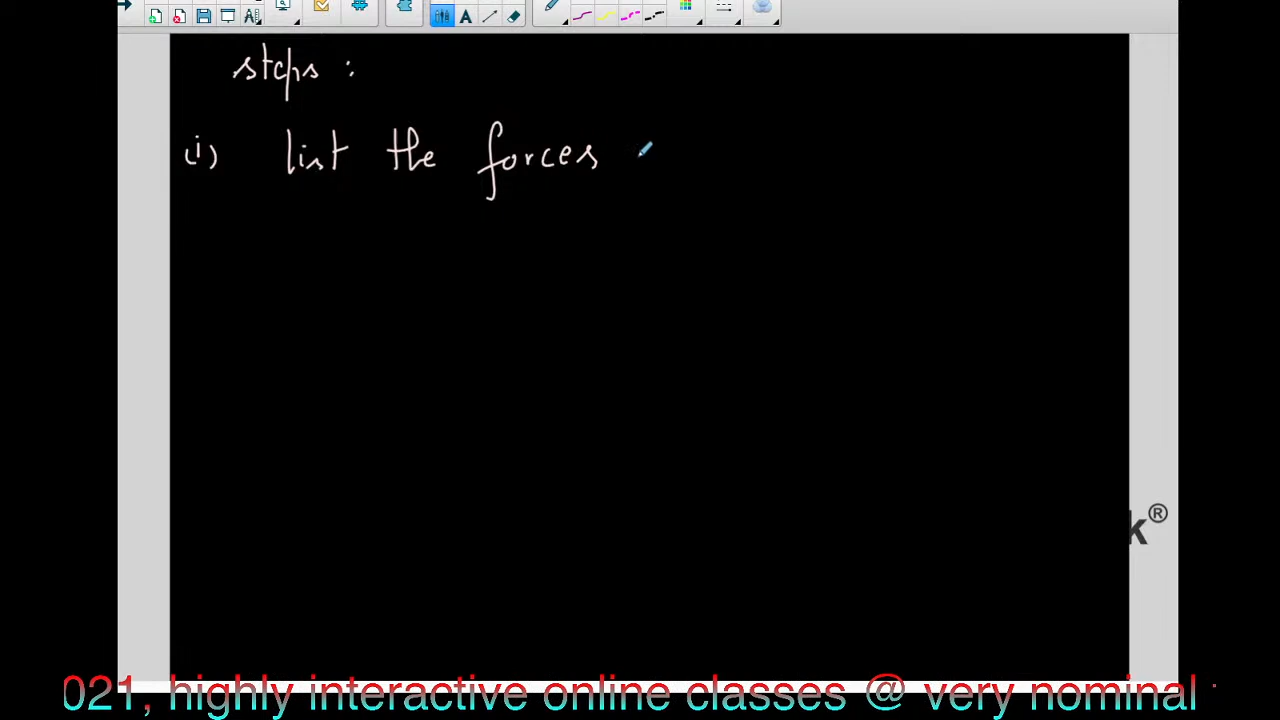 steps :
(i) list the forces
k®
021, highly interactive online classes @ very nominal